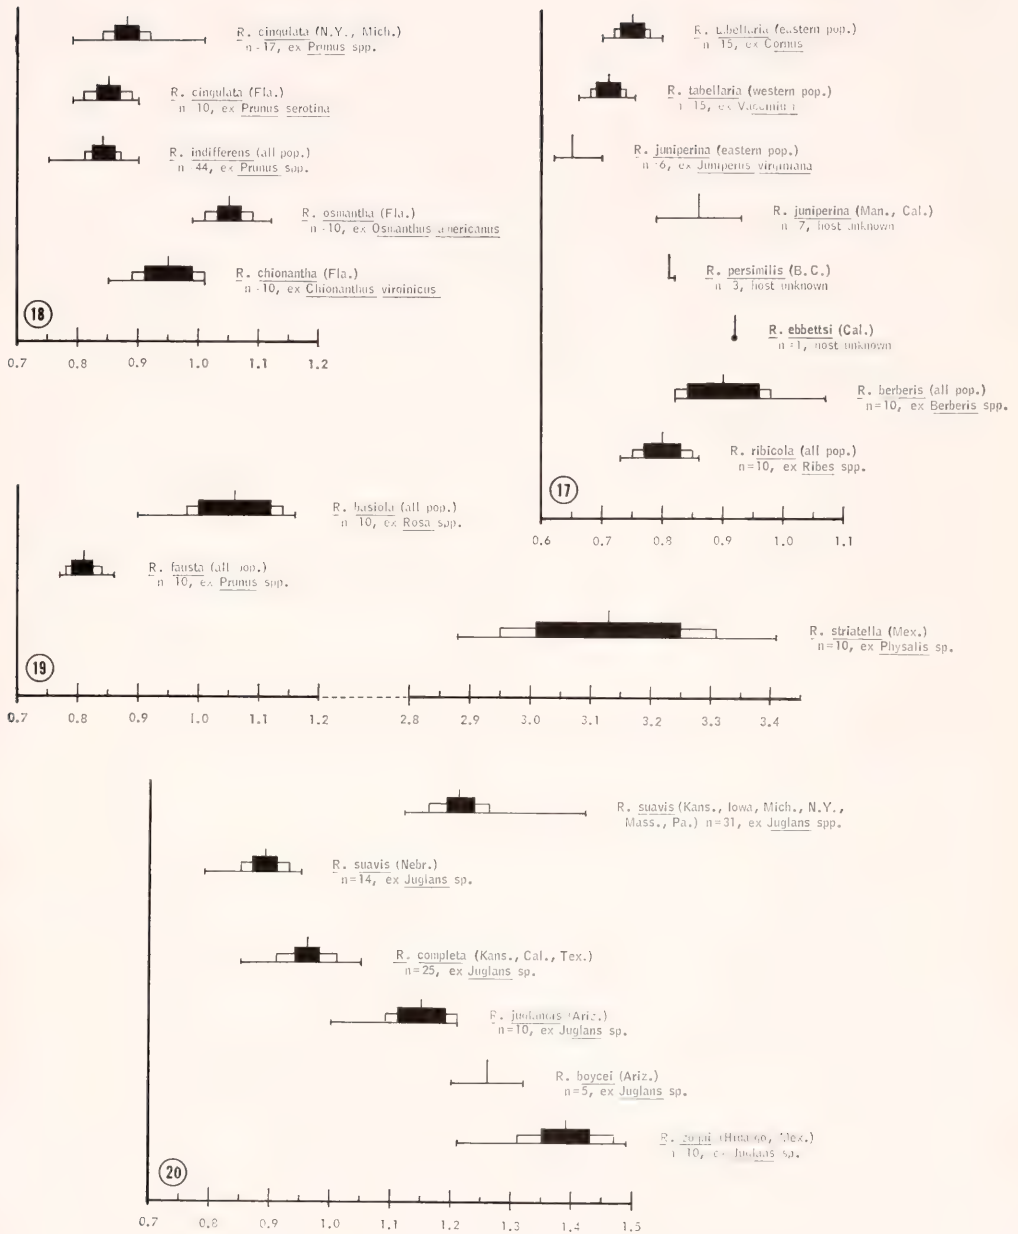 R. cingulata (N.Y., Mich.)
n -17, ex Prunus spp.
R. cingulata (Fla.)
n 10, ex Prunus serotina
R. indifferens (all pop.)
n -44, ex Prunus spp.
R. osmantha (Fla.)
n -10, ex Osmanthus americanus
R. chionantha (Fla.)
n -10, ex Chionanthus virginicus
18
0.7 0.8 0.9 1.0 1.1 1.2
R. tabellaria (eastern pop.)
n 15, ex Cornus
R. tabellaria (western pop.)
n 15, ex Vaccinium
R. juniperina (eastern pop.)
n -6, ex Juniperus virginiana
R. juniperina (Man., Cal.)
n 7, host unknown
R. persimilis (B.C.)
n 3, host unknown
R. ebbettsi (Cal.)
n =1, host unknown
R. berberis (all pop.)
n=10, ex Berberis spp.
R. ribicola (all pop.)
n=10, ex Ribes spp.
17
0.6 0.7 0.8 0.9 1.0 1.1
R. basiola (all pop.)
n 10, ex Rosa spp.
R. fausta (all pop.)
n 10, ex Prunus spp.
R. striatella (Mex.)
n=10, ex Physalis sp.
19
0.7 0.8 0.9 1.0 1.1 1.2 2.8 2.9 3.0 3.1 3.2 3.3 3.4
R. suavis (Kans., Iowa, Mich., N.Y.,
Mass., Pa.) n=31, ex Juglans spp.
R. suavis (Nebr.)
n=14, ex Juglans sp.
R. completa (Kans., Cal., Tex.)
n=25, ex Juglans sp.
R. juglandis (Ariz.)
n=10, ex Juglans sp.
R. boycei (Ariz.)
n=5, ex Juglans sp.
R. (Hidalgo, Mex.)
n 10, ex Juglans sp.
20
0.7 0.8 0.9 1.0 1.1 1.2 1.3 1.4 1.5